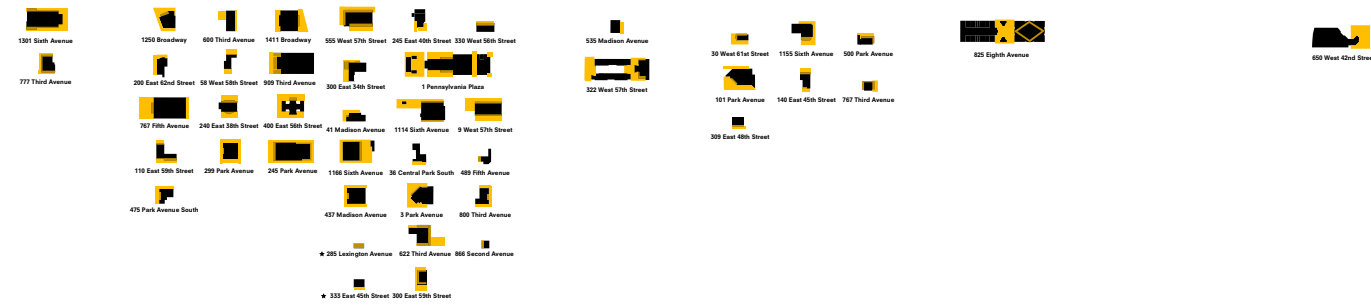 1301 Sixth Avenue
1250 Broadway
600 Third Avenue
1411 Broadway
555 West 57th Street
245 East 40th Street
330 West 56th Street
535 Madison Avenue
30 West 61st Street
1155 Sixth Avenue
500 Park Avenue
825 Eighth Avenue
650 West 42nd Stree
777 Third Avenue
200 East 62nd Street
58 West 58th Street
909 Third Avenue
300 East 34th Street
1 Pennsylvania Plaza
322 West 57th Street
101 Park Avenue
140 East 45th Street
767 Third Avenue
767 Fifth Avenue
240 East 38th Street
400 East 56th Street
41 Madison Avenue
1114 Sixth Avenue
9 West 57th Street
309 East 48th Street
110 East 59th Street
299 Park Avenue
245 Park Avenue
1166 Sixth Avenue
36 Central Park South
489 Fifth Avenue
475 Park Avenue South
437 Madison Avenue
3 Park Avenue
800 Third Avenue
★ 285 Lexington Avenue
622 Third Avenue
866 Second Avenue
★ 333 East 45th Street
300 East 59th Street